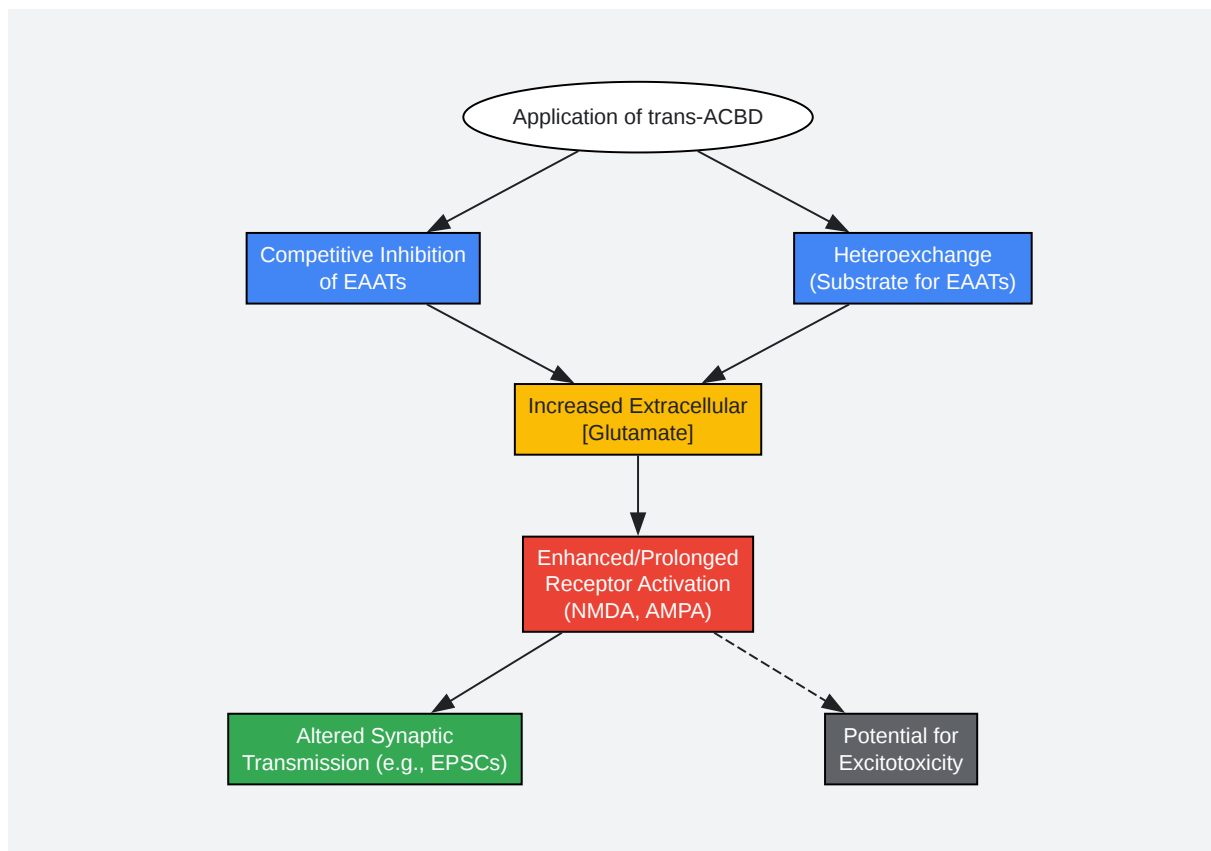 Application of trans-ACBD
Competitive Inhibition
of EAATs
Heteroexchange
(Substrate for EAATs)
Increased Extracellular
[Glutamate]
Enhanced/Prolonged
Receptor Activation
(NMDA, AMPA)
Altered Synaptic
Transmission (e.g., EPSCs)
Potential for
Excitotoxicity